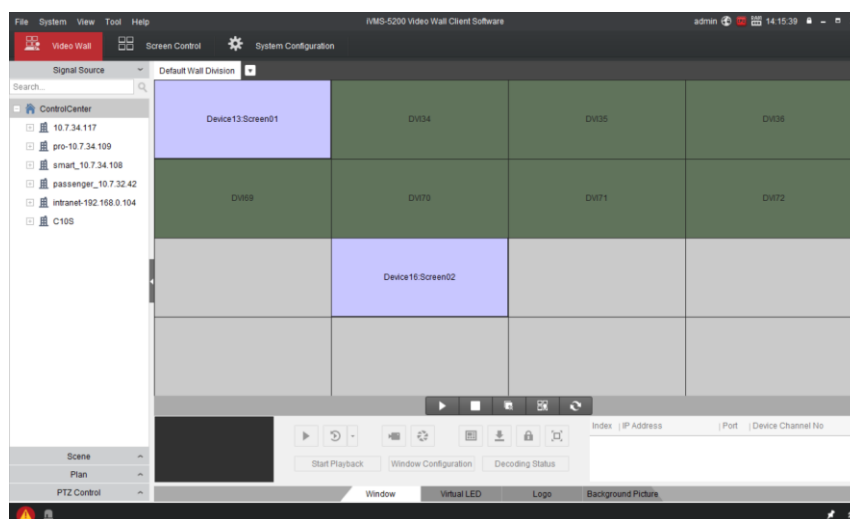 File System View Tool Help iVMS-5200 Video Wall Client Software admin 14:15:39
Video Wall Screen Control System Configuration
Signal Source Default Wall Division
Search...
ControlCenter
10.7.34.117
pro-10.7.34.109
smart_10.7.34.108
passenger_10.7.32.42
intranet-192.168.0.104
C10S
Device13:Screen01 DVI34 DVI35 DVI36
DVI69 DVI70 DVI71 DVI72
Device16:Screen02
Index IP Address Port Device Channel No
Start Playback Window Configuration Decoding Status
Scene
Plan
PTZ Control
Window Virtual LED Logo Background Picture